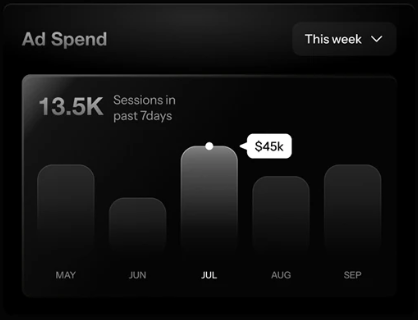 Ad Spend
This week
13.5K
Sessions in
past 7days
$45k
MAY
JUN
JUL
AUG
SEP